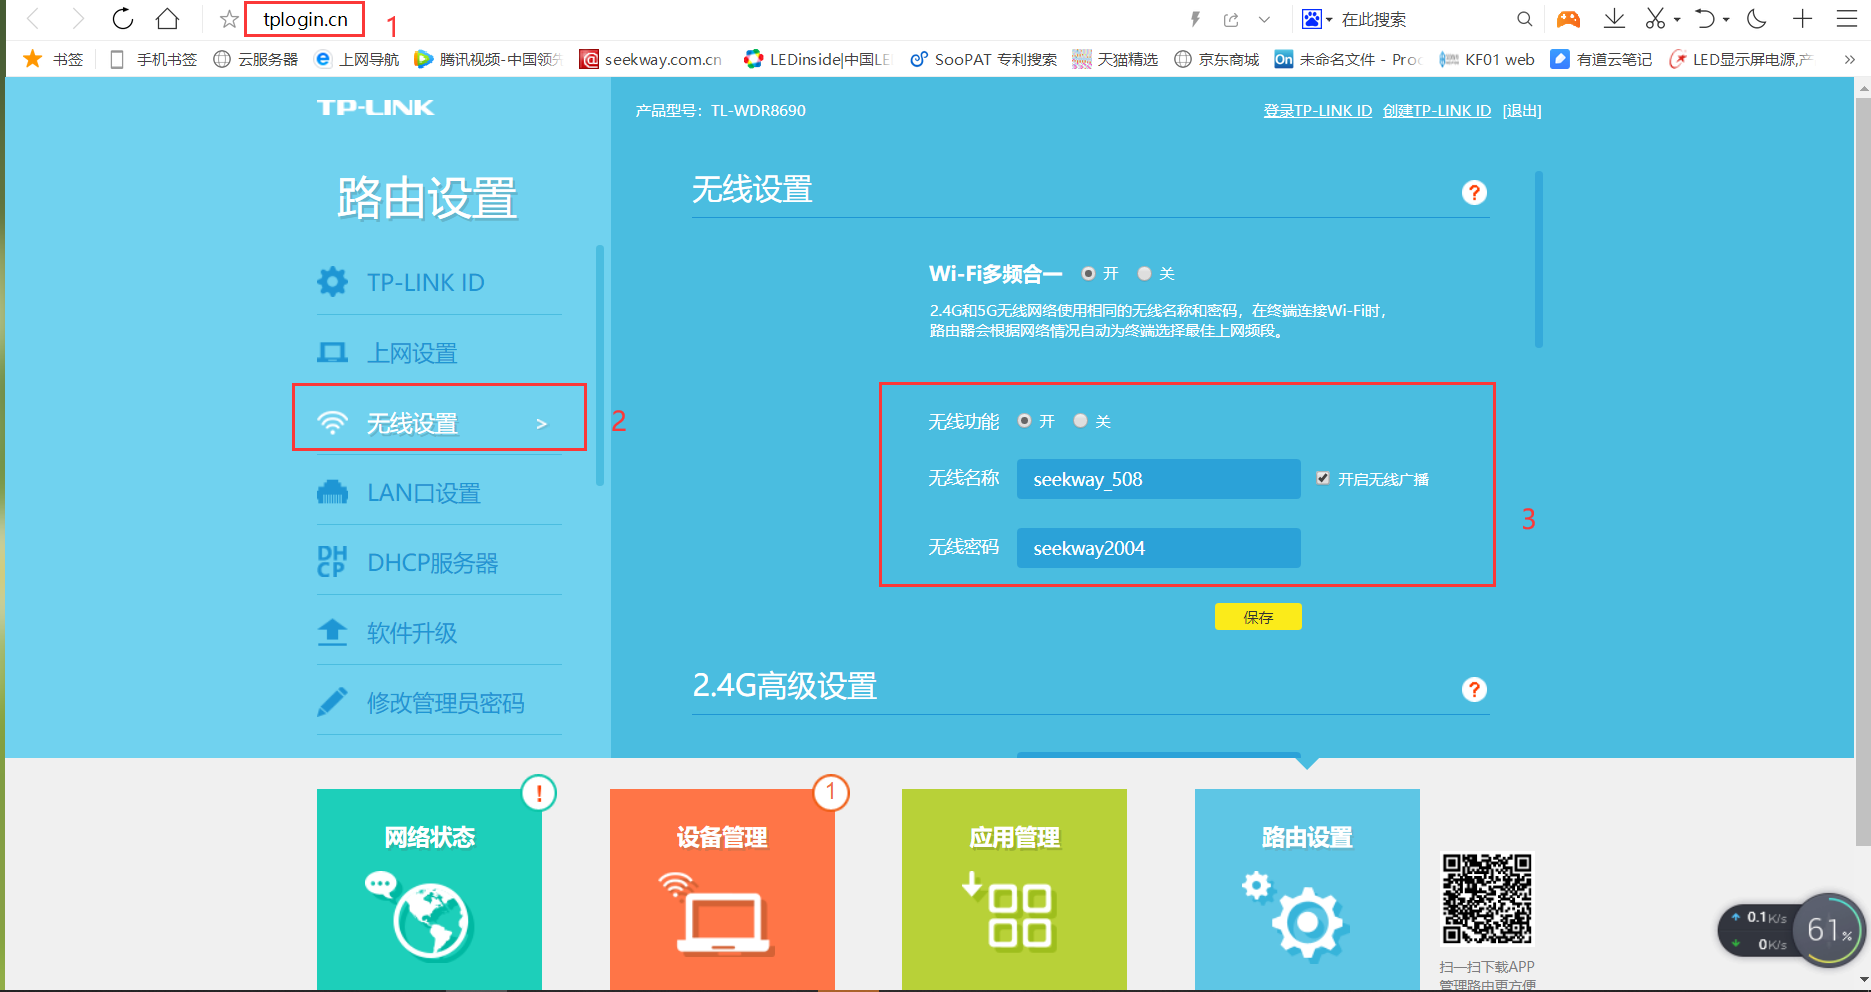 tplogin.cn
1
在此搜索
书签
手机书签
云服务器
上网导航
腾讯视频-中国领先
seekway.com.cn
LEDinside|中国LE
SooPAT 专利搜索
天猫精选
京东商城
On 未命名文件 - Proc
KF01 web
有道云笔记
LED显示屏电源,产
»
TP-LINK
产品型号：TL-WDR8690
登录TP-LINK ID 创建TP-LINK ID [退出]
路由设置
TP-LINK ID
上网设置
无线设置 >
2
LAN口设置
DHCP DHCP服务器
软件升级
修改管理员密码
无线设置
?
Wi-Fi多频合一 开 关
2.4G和5G无线网络使用相同的无线名称和密码，在终端连接Wi-Fi时，
路由器会根据网络情况自动为终端选择最佳上网频段。
无线功能 开 关
无线名称 seekway_508 开启无线广播
无线密码 seekway2004
3
保存
2.4G高级设置
?
网络状态
!
设备管理
1
应用管理
路由设置
扫一扫下载APP
管理路由更方便
0.1K/s
0K/s
61%